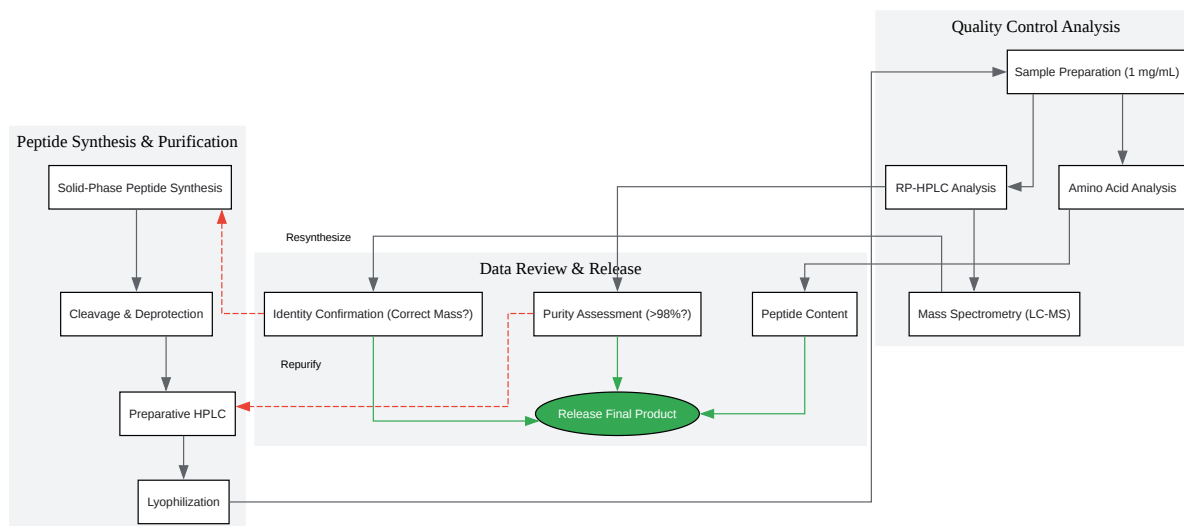 Quality Control Analysis
Sample Preparation (1 mg/mL)
Peptide Synthesis & Purification
Solid-Phase Peptide Synthesis
RP-HPLC Analysis
Amino Acid Analysis
Resynthesize
Data Review & Release
Cleavage & Deprotection
Identity Confirmation (Correct Mass?)
Purity Assessment (>98%?)
Peptide Content
Mass Spectrometry (LC-MS)
Repurify
Preparative HPLC
Release Final Product
Lyophilization